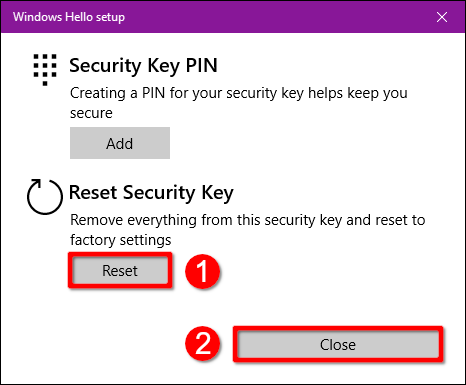 Windows Hello setup
Security Key PIN
Creating a PIN for your security key helps keep you
secure
Add
Reset Security Key
Remove everything from this security key and reset to
factory settings
Reset 1
2 Close